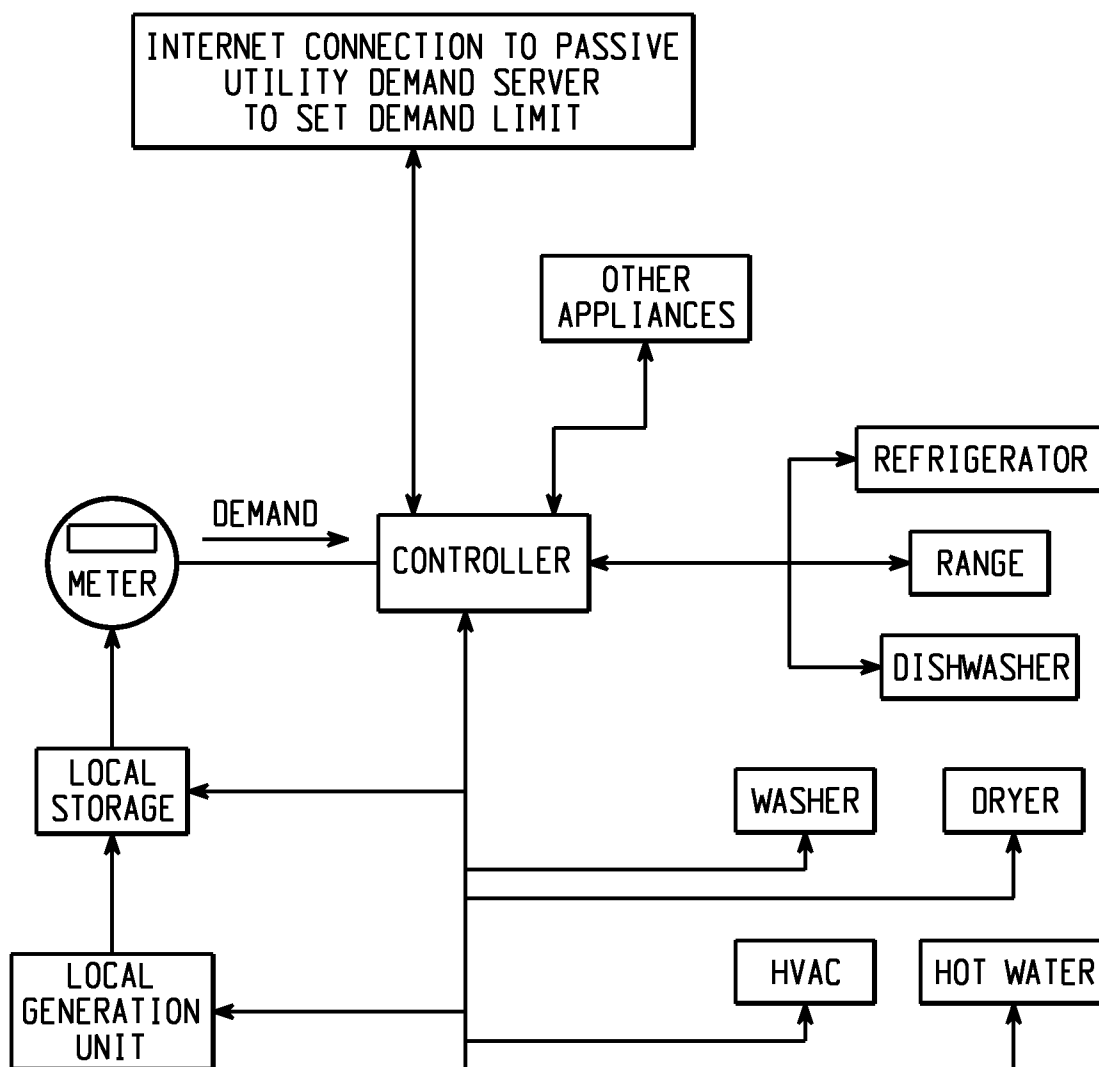 INTERNET CONNECTION TO PASSIVE
UTILITY DEMAND SERVER
TO SET DEMAND LIMIT
OTHER
APPLIANCES
REFRIGERATOR
DEMAND
METER
CONTROLLER
RANGE
DISHWASHER
LOCAL
STORAGE
WASHER
DRYER
LOCAL
GENERATION
UNIT
HVAC
HOT WATER